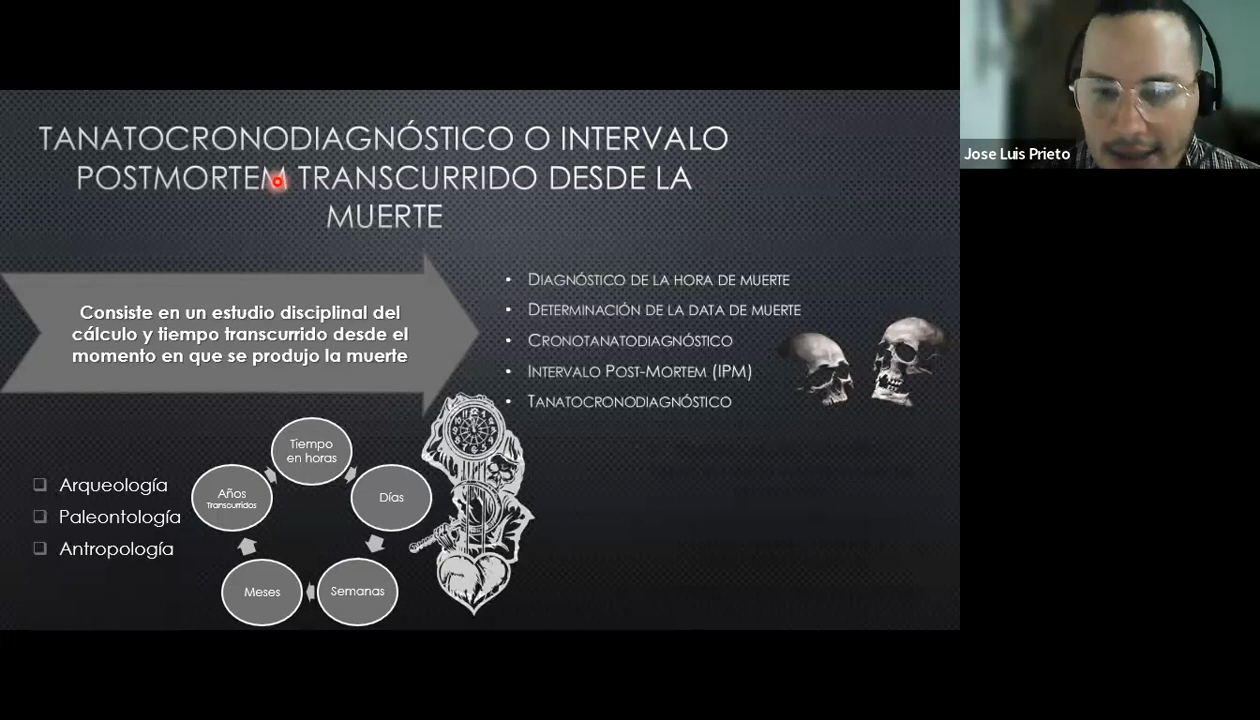 TANATOCRONODIAGNÓSTICO O INTERVALO
POSTMORTEM TRANSCURRIDO DESDE LA
MUERTE
Consiste en un estudio disciplinal del
cálculo y tiempo transcurrido desde el
momento en que se produjo la muerte
• DIAGNÓSTICO DE LA HORA DE MUERTE
• DETERMINACIÓN DE LA DATA DE MUERTE
• CRONOTANATODIAGNÓSTICO
• INTERVALO POST-MORTEM (IPM)
• TANATOCRONODIAGNÓSTICO
Arqueología
Paleontología
Antropología
Tiempo
en horas
Días
Semanas
Meses
Años
Transcurridos
Jose Luis Prieto